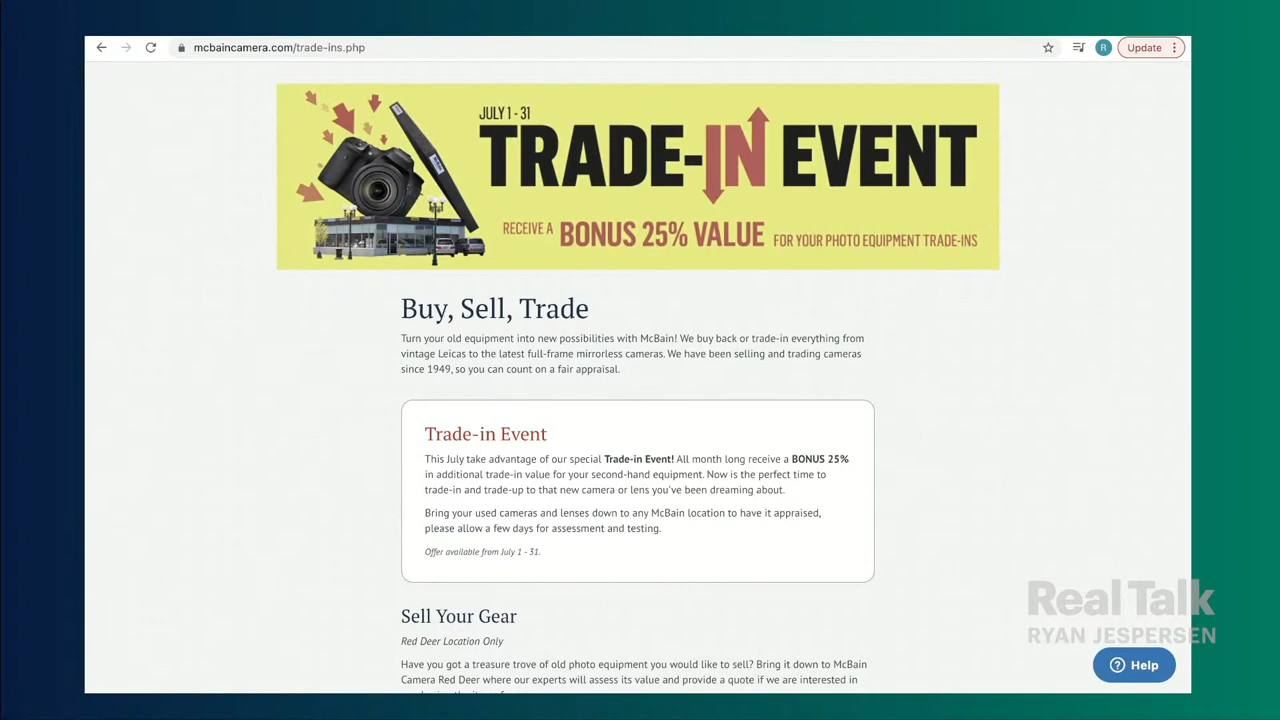 mcbaincamera.com/trade-ins.php
R
Update
JULY 1 - 31
TRADE-IN EVENT
RECEIVE A BONUS 25% VALUE FOR YOUR PHOTO EQUIPMENT TRADE-INS
Buy, Sell, Trade
Turn your old equipment into new possibilities with McBain! We buy back or trade-in everything from
vintage Leicas to the latest full-frame mirrorless cameras. We have been selling and trading cameras
since 1949, so you can count on a fair appraisal.
Trade-in Event
This July take advantage of our special Trade-in Event! All month long receive a BONUS 25%
in additional trade-in value for your second-hand equipment. Now is the perfect time to
trade-in and trade-up to that new camera or lens you've been dreaming about.
Bring your used cameras and lenses down to any McBain location to have it appraised,
please allow a few days for assessment and testing.
Offer available from July 1 - 31.
Sell Your Gear
Red Deer Location Only
Have you got a treasure trove of old photo equipment you would like to sell? Bring it down to McBain
Camera Red Deer where our experts will assess its value and provide a quote if we are interested in
Real Talk
RYAN JESPERSEN
Help